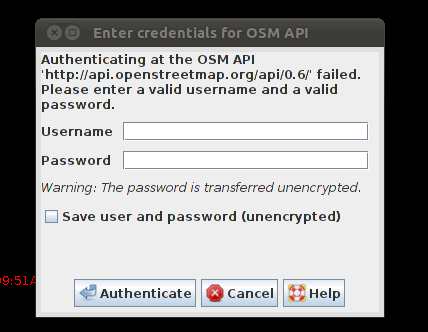 Enter credentials for OSM API
Authenticating at the OSM API
'http://api.openstreetmap.org/api/0.6/' failed.
Please enter a valid username and a valid
password.
Username
Password
Warning: The password is transferred unencrypted.
Save user and password (unencrypted)
09:51
Authenticate Cancel Help